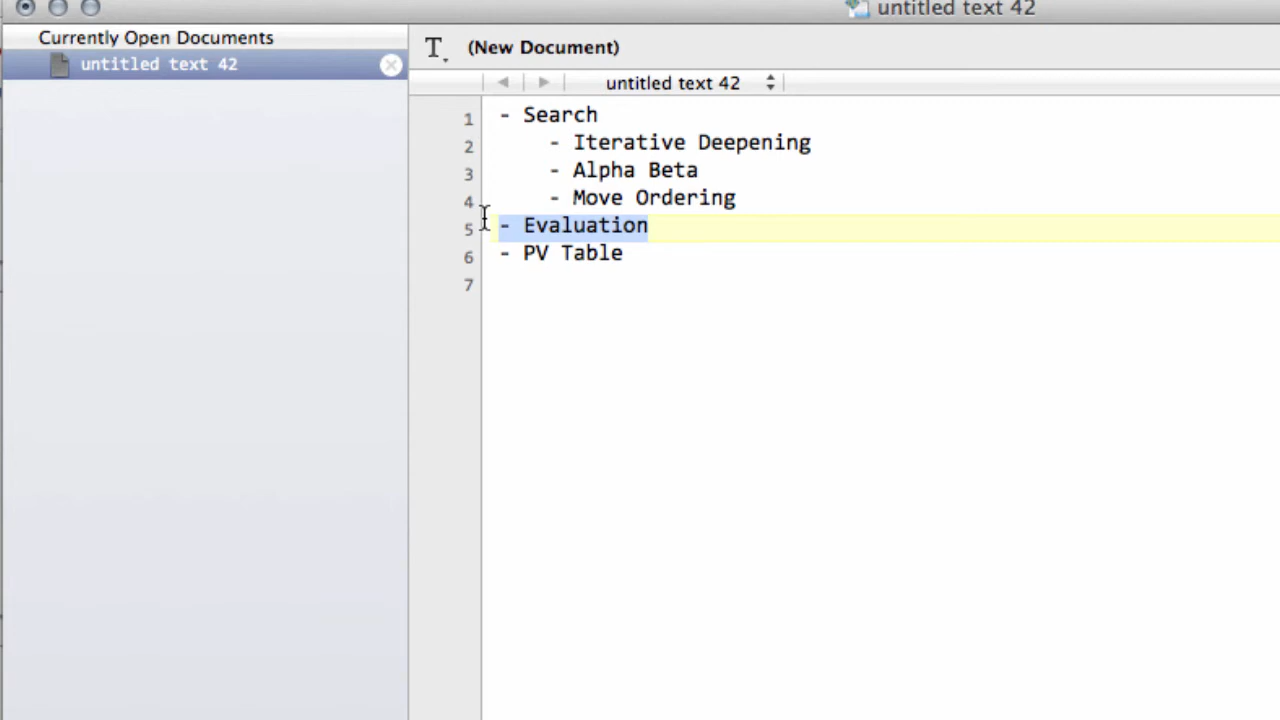 untitled text 42
Currently Open Documents
untitled text 42
T (New Document)
untitled text 42
1 - Search
2 - Iterative Deepening
3 - Alpha Beta
4 - Move Ordering
5 - Evaluation
6 - PV Table
7